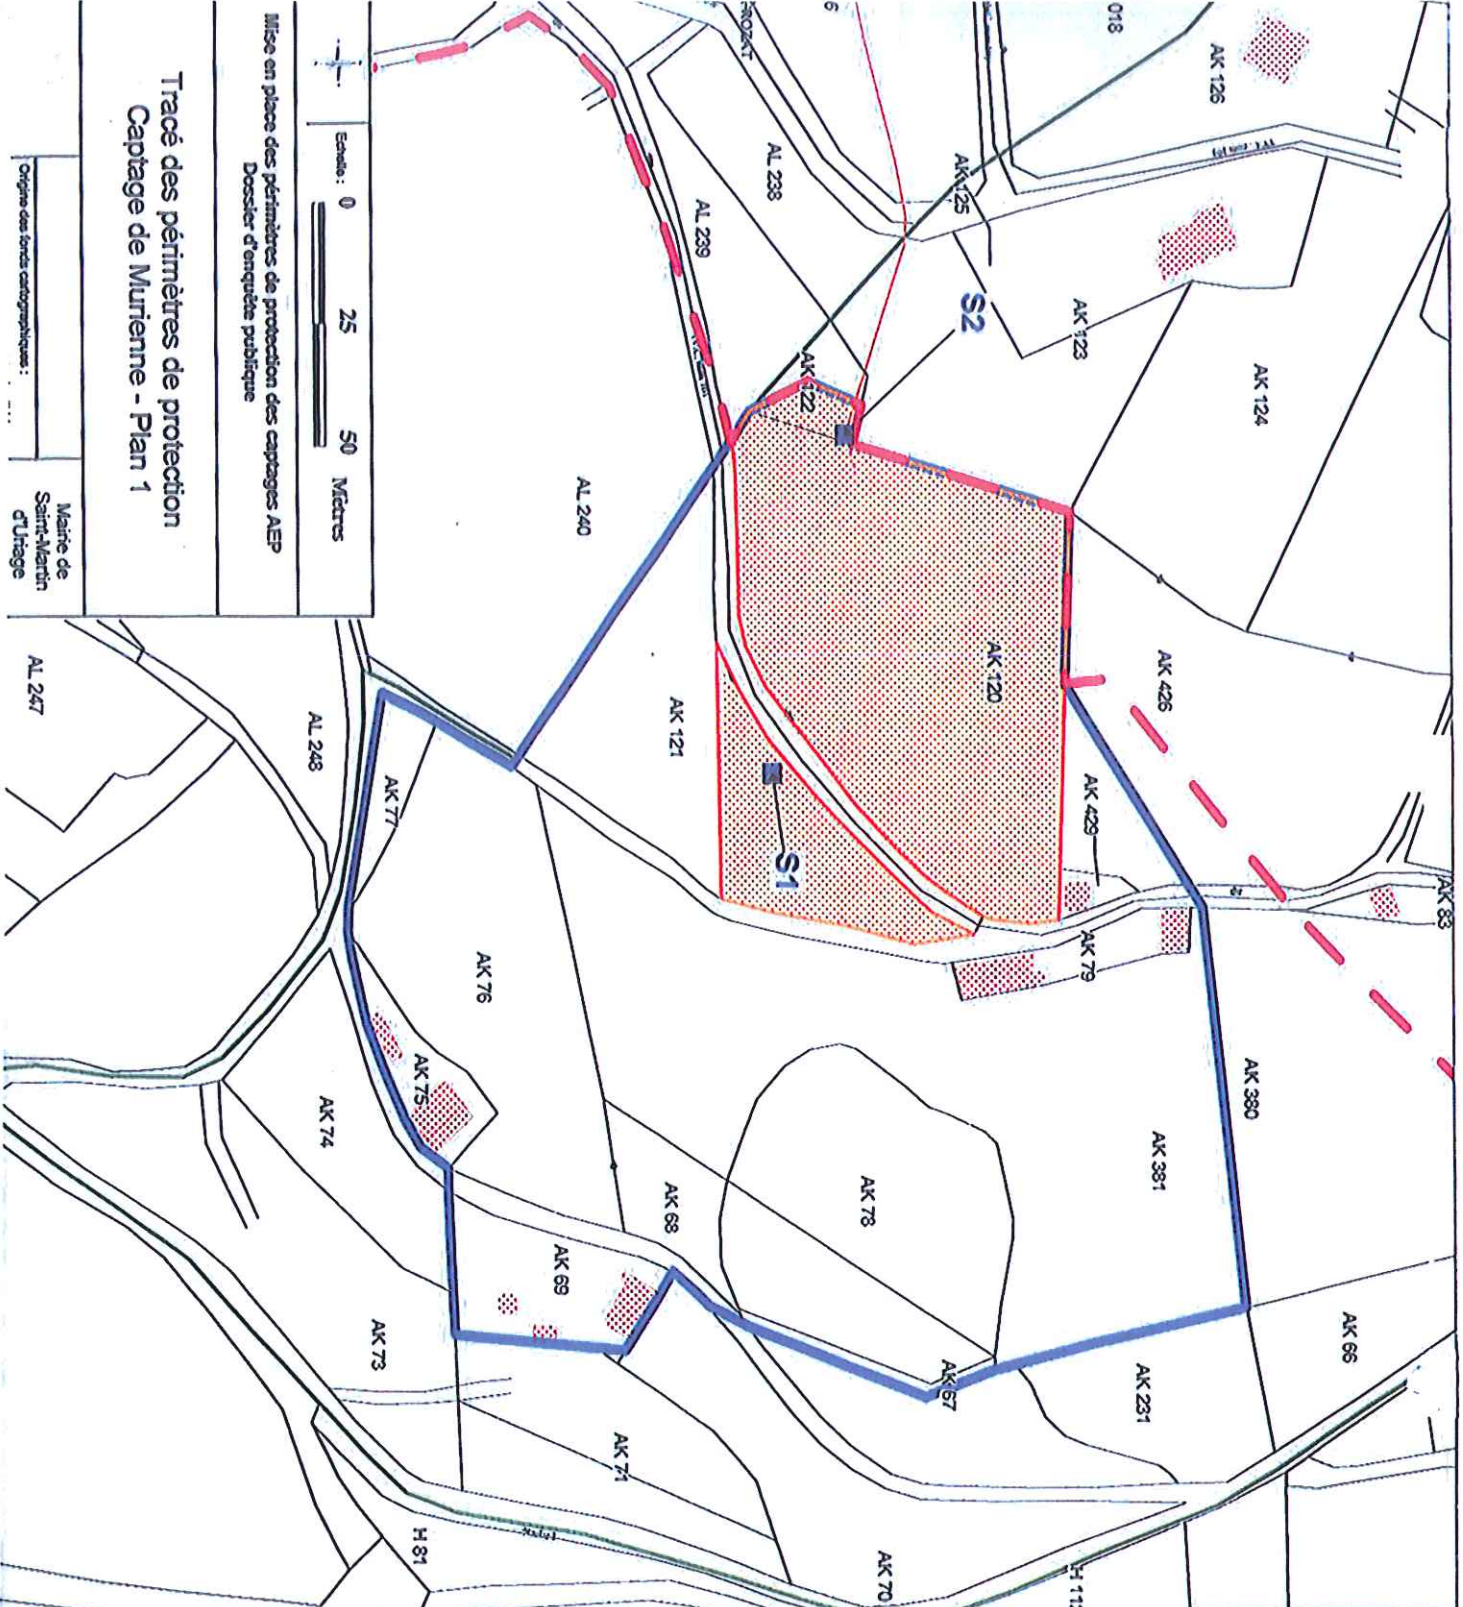 Tracé des périmètres de protection
Captage de Murienne - Plan 1
Mise en place des périmètres de protection des captages AEP
Dossier d'enquête publique
Echelle : 0 25 50 Mètres
Origine des fonds cartographiques :
Mairie de
Saint-Martin
d'Uriage
018
AK 126
AK 125
AK 123
AK 124
AK 122
S2
AL 238
AL 239
AL 240
AK 120
AK 121
S1
AK 426
AK 429
AK 83
AK 79
AK 380
AK 381
AK 78
AK 77
AK 76
AK 75
AK 74
AK 73
AK 71
AK 70
AK 69
AK 68
AK 67
AK 66
AK 231
AL 247
AL 248
H 81